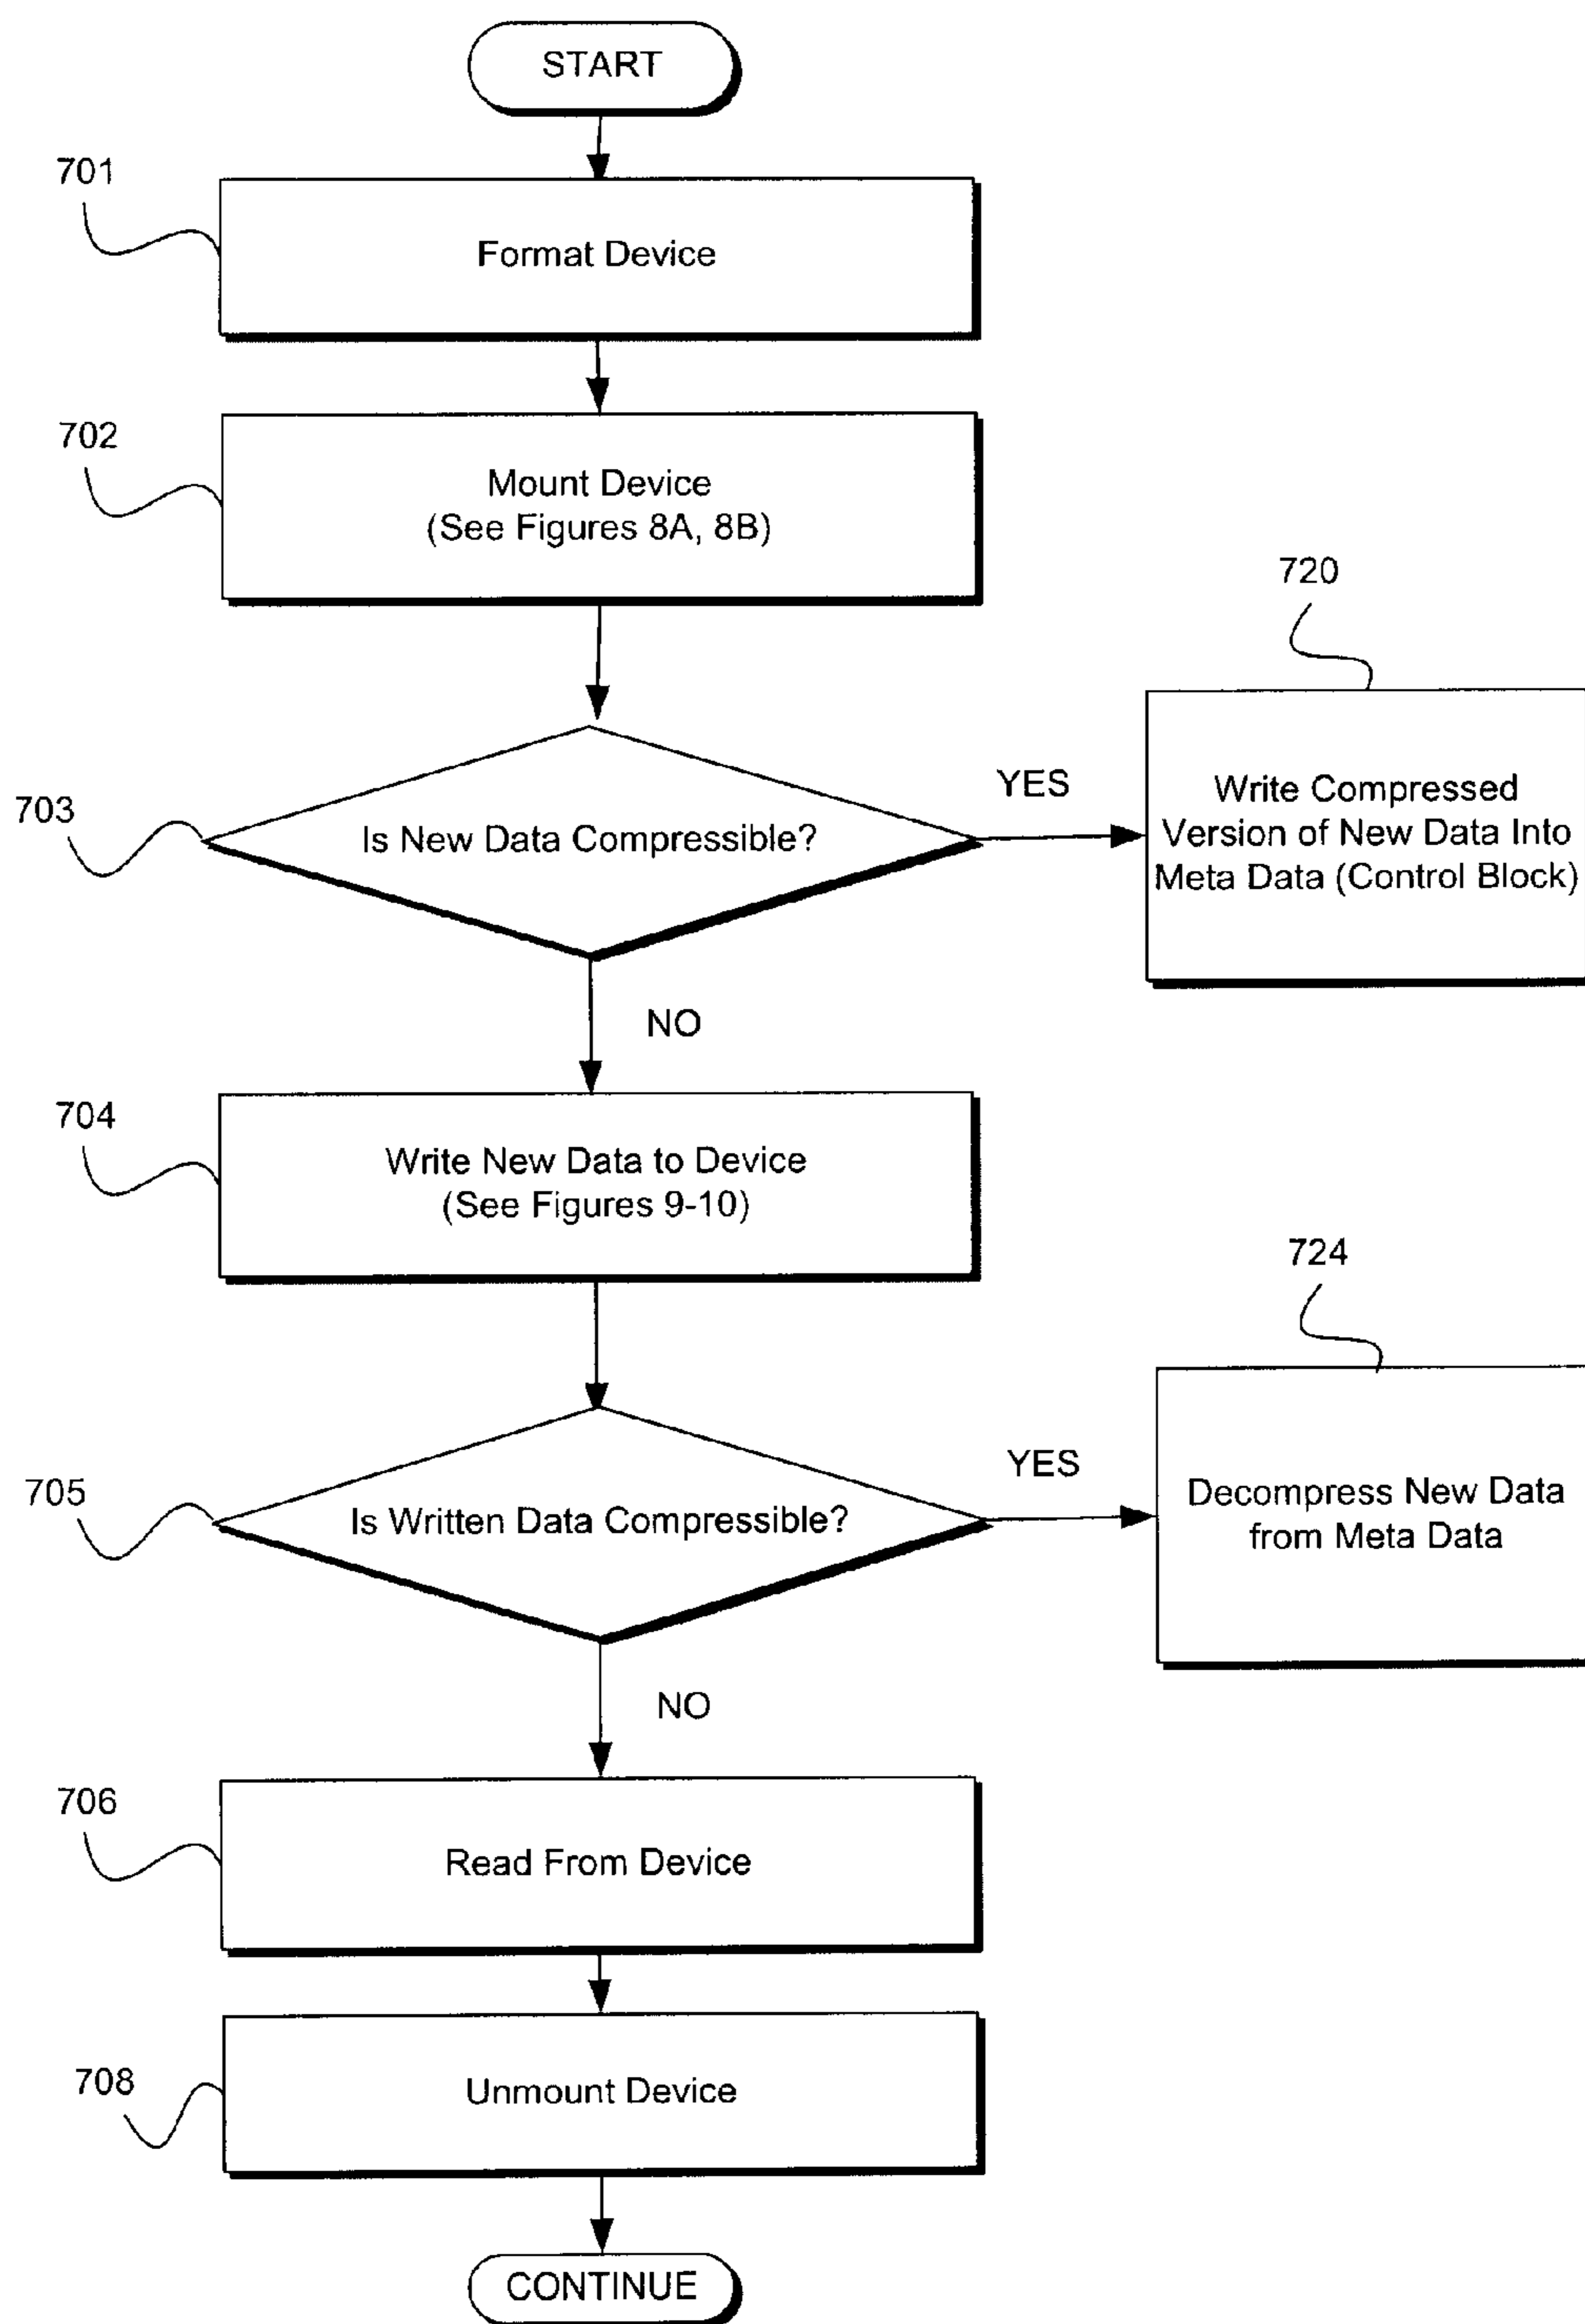 START
701
Format Device
702
Mount Device
(See Figures 8A, 8B)
720
703
Is New Data Compressible?
YES
Write Compressed
Version of New Data Into
Meta Data (Control Block)
NO
704
Write New Data to Device
(See Figures 9-10)
724
705
Is Written Data Compressible?
YES
Decompress New Data
from Meta Data
NO
706
Read From Device
708
Unmount Device
CONTINUE